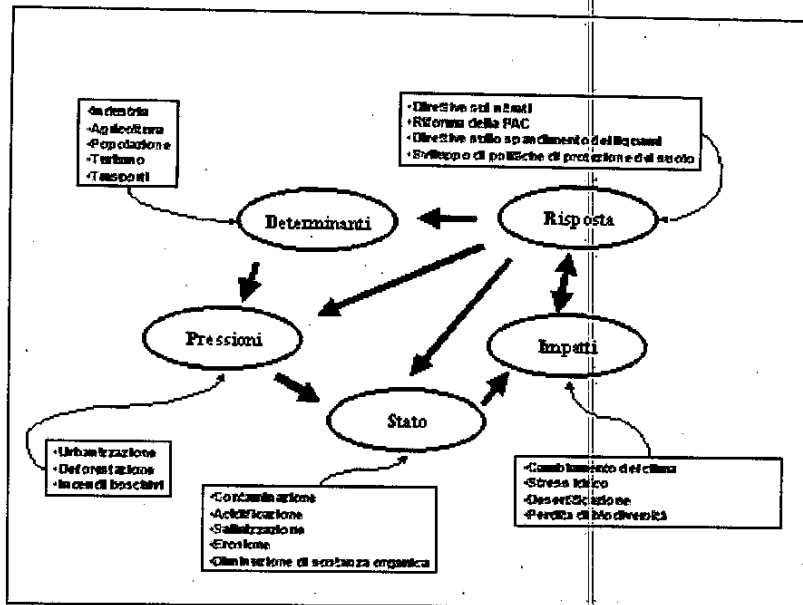 •Industria
•Agricoltura
•Popolazione
•Turismo
•Trasporti
•Direttive sui nitrati
•Riforma della PAC
•Direttive sullo spandimento dei liquami
•Sviluppo di politiche di protezione del suolo
Determinanti
Risposta
Pressioni
Impatti
Stato
•Urbanizzazione
•Deforestazione
•Incendi boschivi
•Contaminazione
•Acidificazione
•Salinizzazione
•Erosione
•Diminuzione di sostanza organica
•Cambiamento del clima
•Stress idrico
•Desertificazione
•Perdita di biodiversità